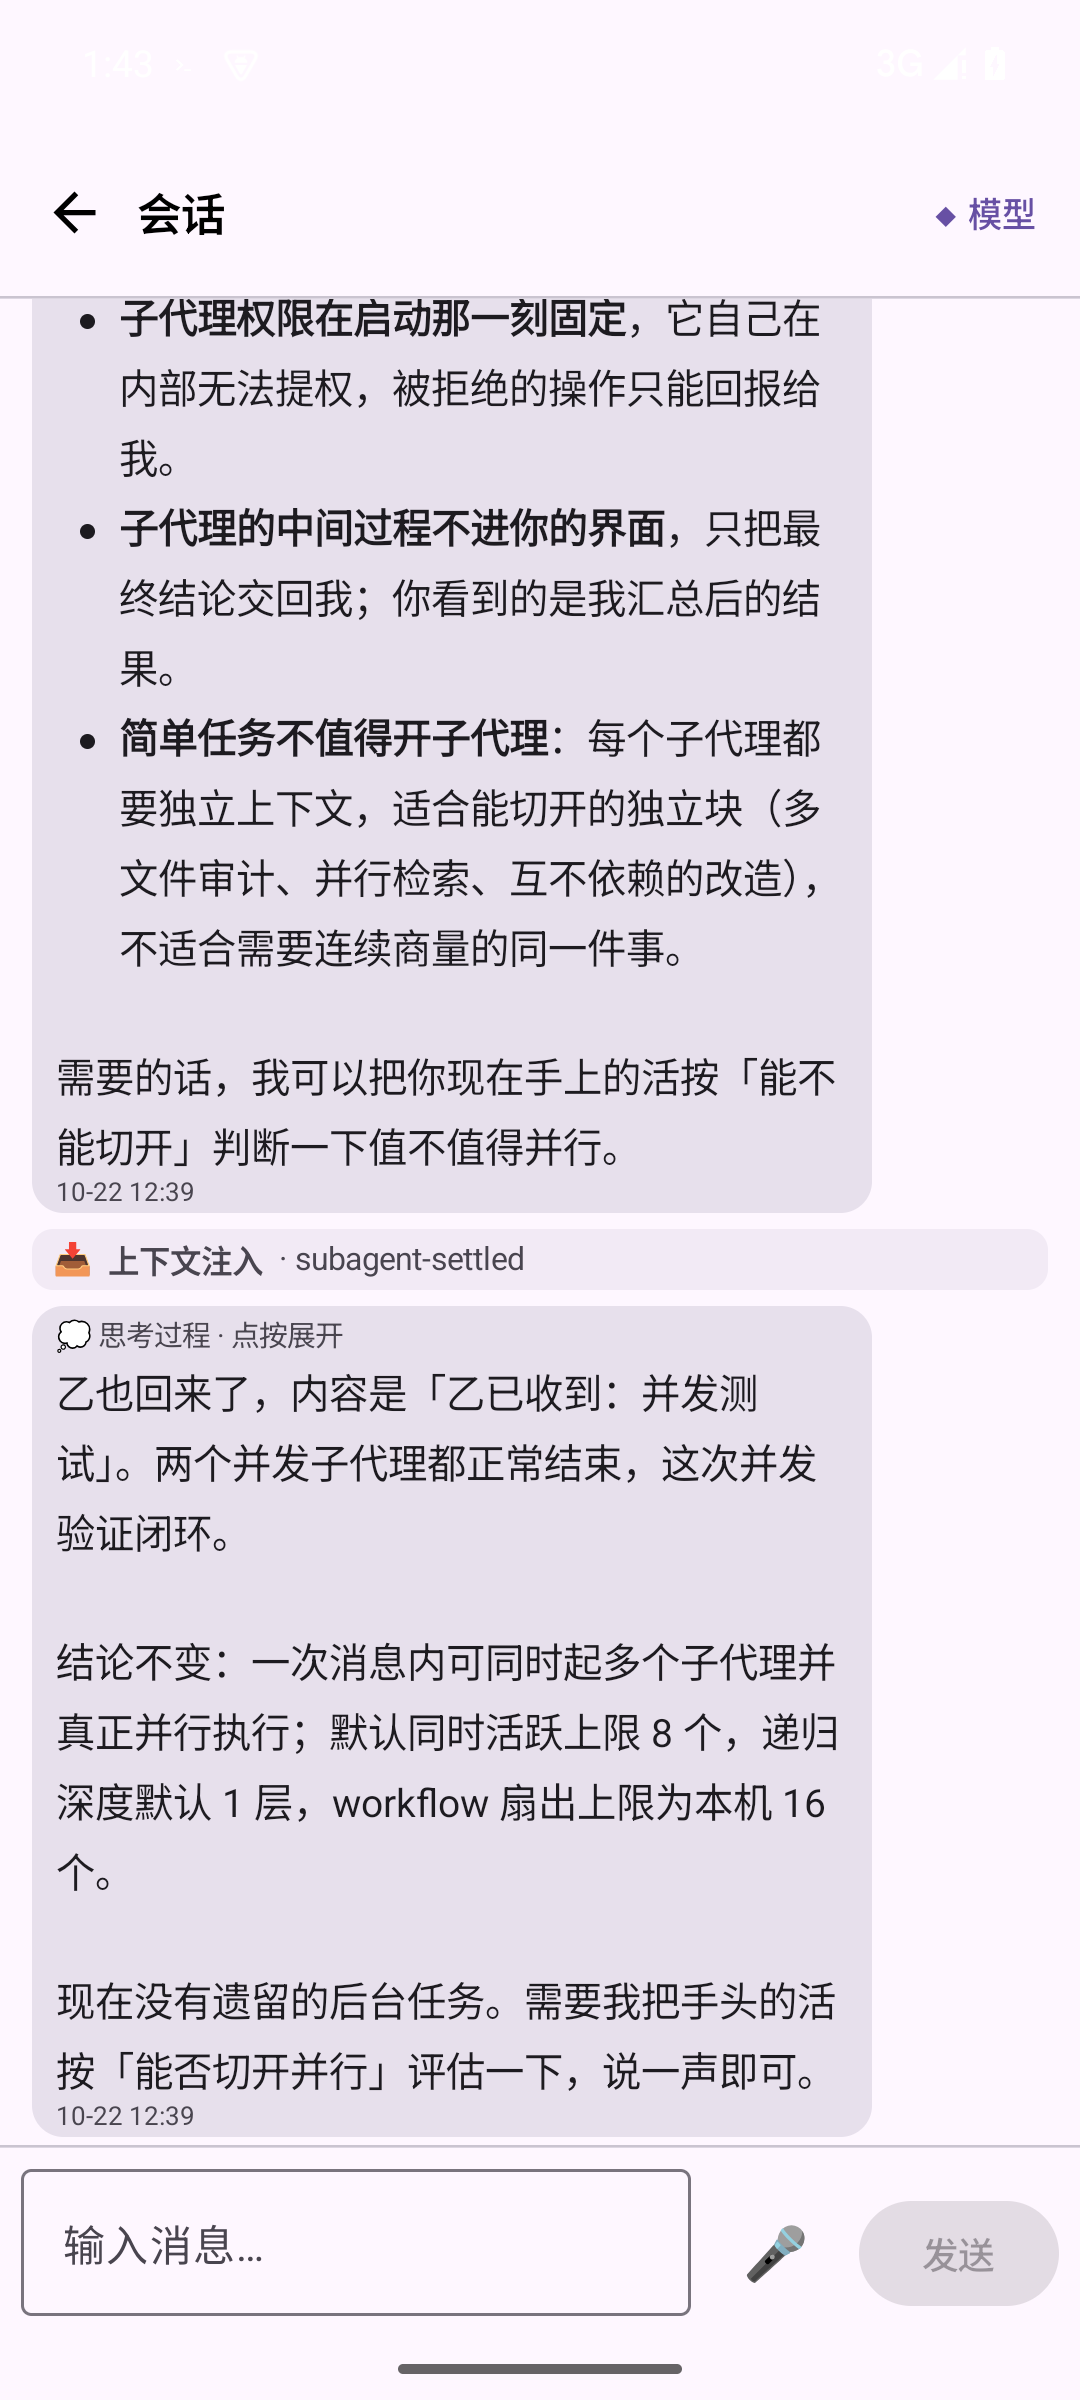 1:43
3G
会话
◆ 模型
• 子代理权限在启动那一刻固定，它自己在
内部无法提权，被拒绝的操作只能回报给
我。
• 子代理的中间过程不进你的界面，只把最
终结论交回我；你看到的是我汇总后的结
果。
• 简单任务不值得开子代理：每个子代理都
要独立上下文，适合能切开的独立块（多
文件审计、并行检索、互不依赖的改造），
不适合需要连续商量的同一件事。
需要的话，我可以把你现在手上的活按「能不
能切开」判断一下值不值得并行。
10-22 12:39
上下文注入 · subagent-settled
思考过程 · 点按展开
乙也回来了，内容是「乙已收到：并发测
试」。两个并发子代理都正常结束，这次并发
验证闭环。
结论不变：一次消息内可同时起多个子代理并
真正并行执行；默认同时活跃上限 8 个，递归
深度默认 1 层，workflow 扇出上限为本机 16
个。
现在没有遗留的后台任务。需要我把手头的活
按「能否切开并行」评估一下，说一声即可。
10-22 12:39
输入消息...
发送